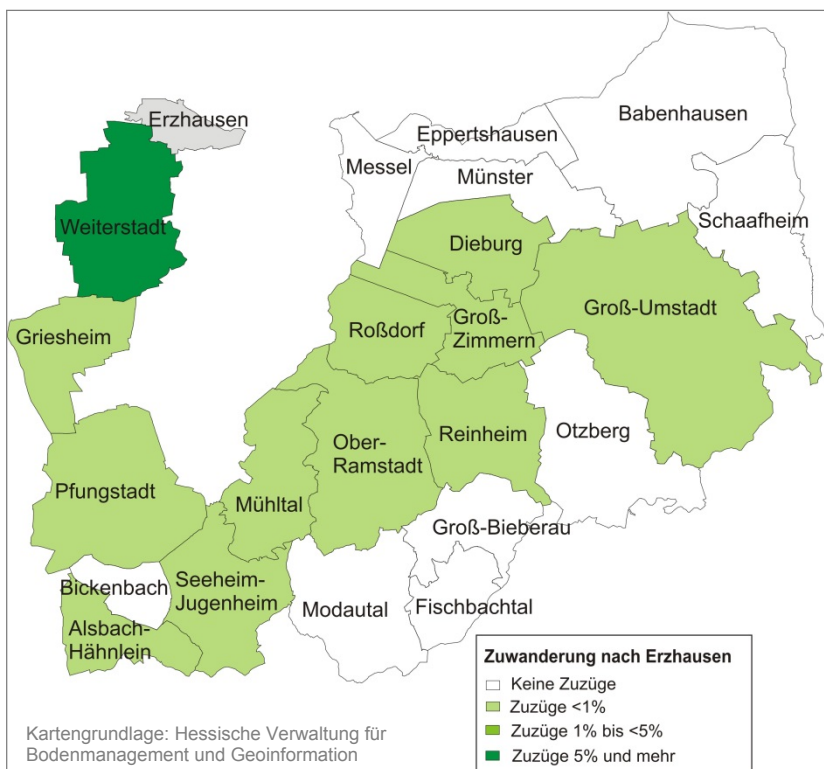 Erzhausen
Babenhausen
Eppertshausen
Messel
Münster
Schaafheim
Weiterstadt
Dieburg
Groß-Umstadt
Griesheim
Roßdorf
Groß-
Zimmern
Otzberg
Reinheim
Ober-
Ramstadt
Pfungstadt
Mühltal
Groß-Bieberau
Bickenbach
Seeheim-
Jugenheim
Modautal
Fischbachtal
Alsbach-
Hähnlein
Zuwanderung nach Erzhausen
Keine Zuzüge
Zuzüge <1%
Zuzüge 1% bis <5%
Zuzüge 5% und mehr
Kartengrundlage: Hessische Verwaltung für
Bodenmanagement und Geoinformation